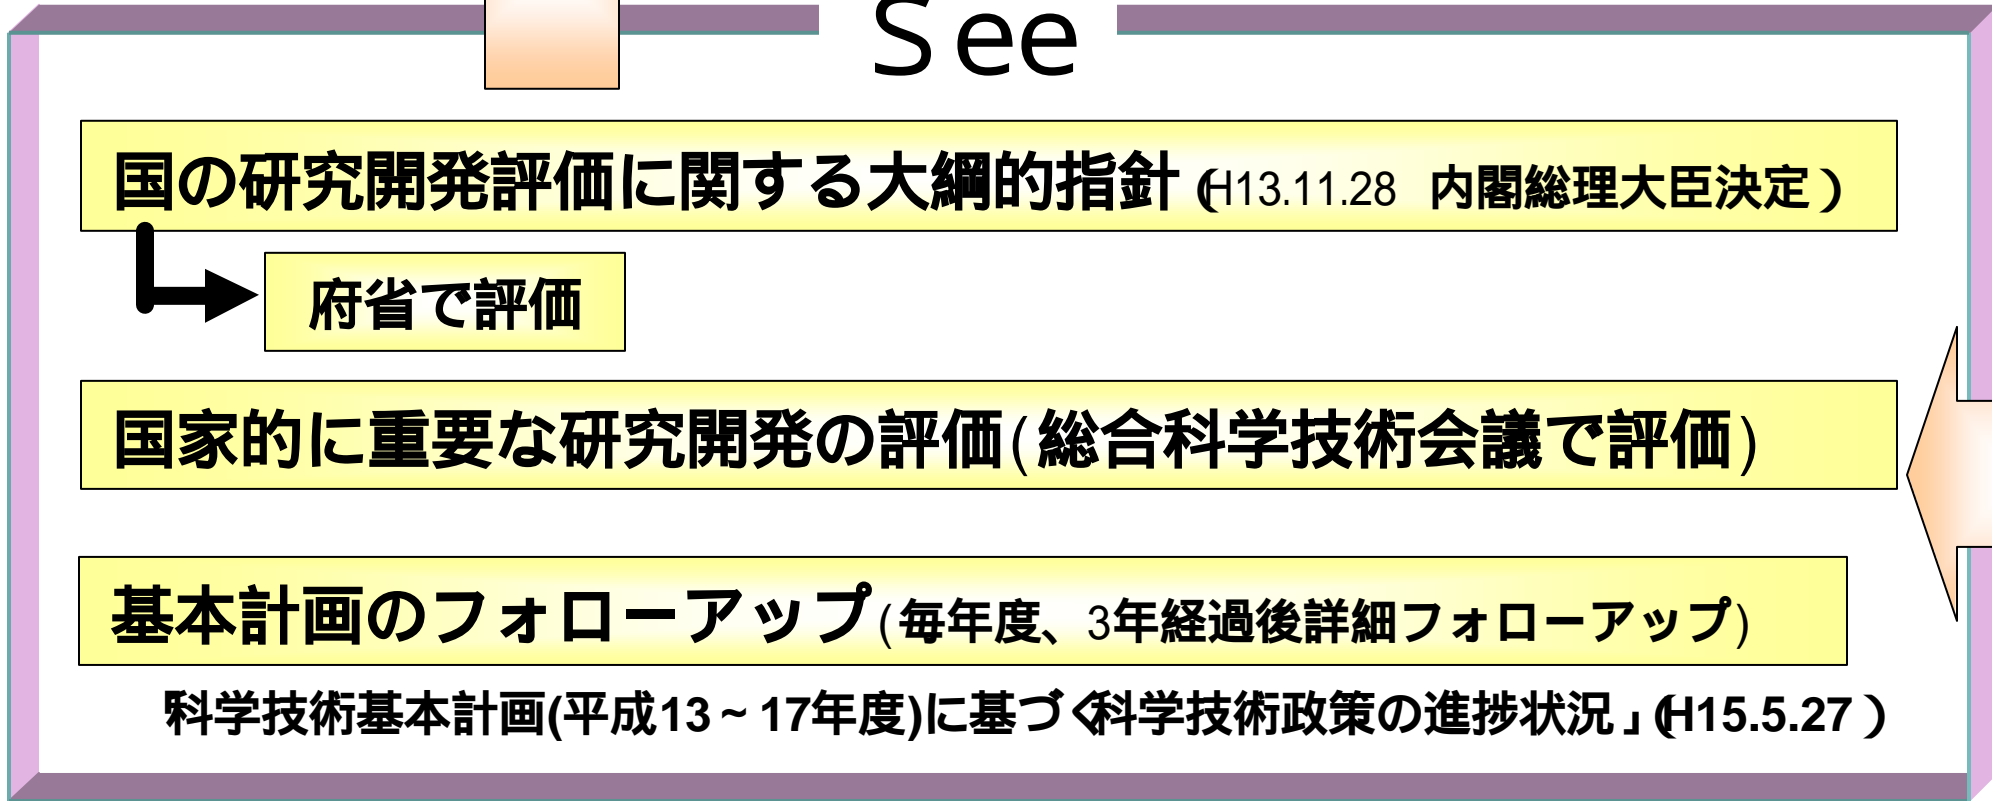 See
国の研究開発評価に関する大綱的指針(H13.11.28 内閣総理大臣決定)
府省で評価
国家的に重要な研究開発の評価(総合科学技術会議で評価)
基本計画のフォローアップ(毎年度、3年経過後詳細フォローアップ)
「科学技術基本計画(平成13~17年度)に基づく科学技術政策の進捗状況」(H15.5.27)